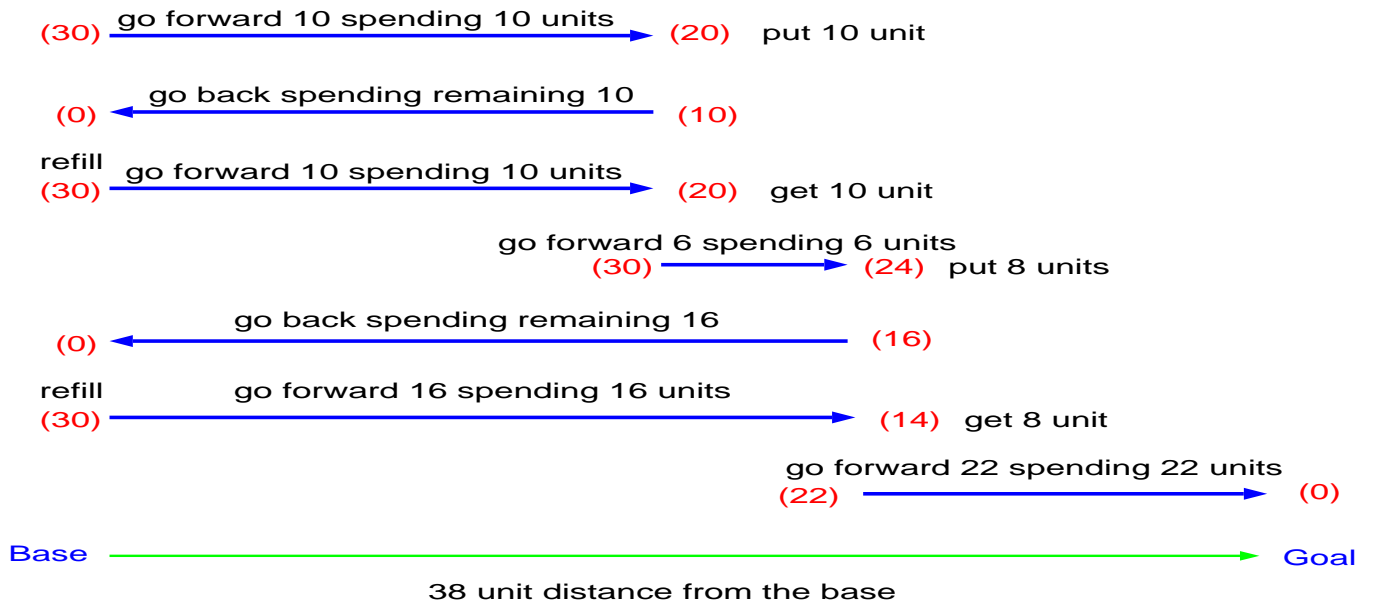 go forward 10 spending 10 units
(30) (20) put 10 unit
go back spending remaining 10
(0) (10)
refill go forward 10 spending 10 units
(30) (20) get 10 unit
go forward 6 spending 6 units
(30) (24) put 8 units
go back spending remaining 16
(0) (16)
refill go forward 16 spending 16 units
(30) (14) get 8 unit
go forward 22 spending 22 units
(22) (0)
Base Goal
38 unit distance from the base